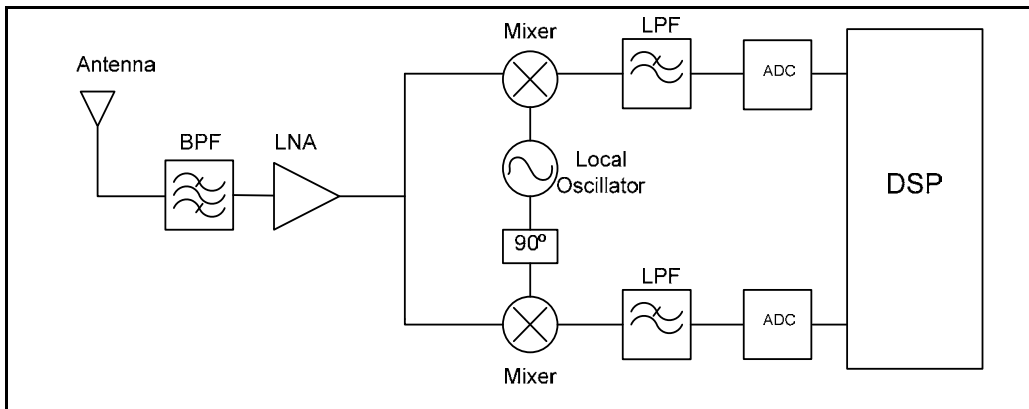 Antenna
BPF
LNA
Mixer
LPF
ADC
Local
Oscillator
90º
DSP
LPF
ADC
Mixer